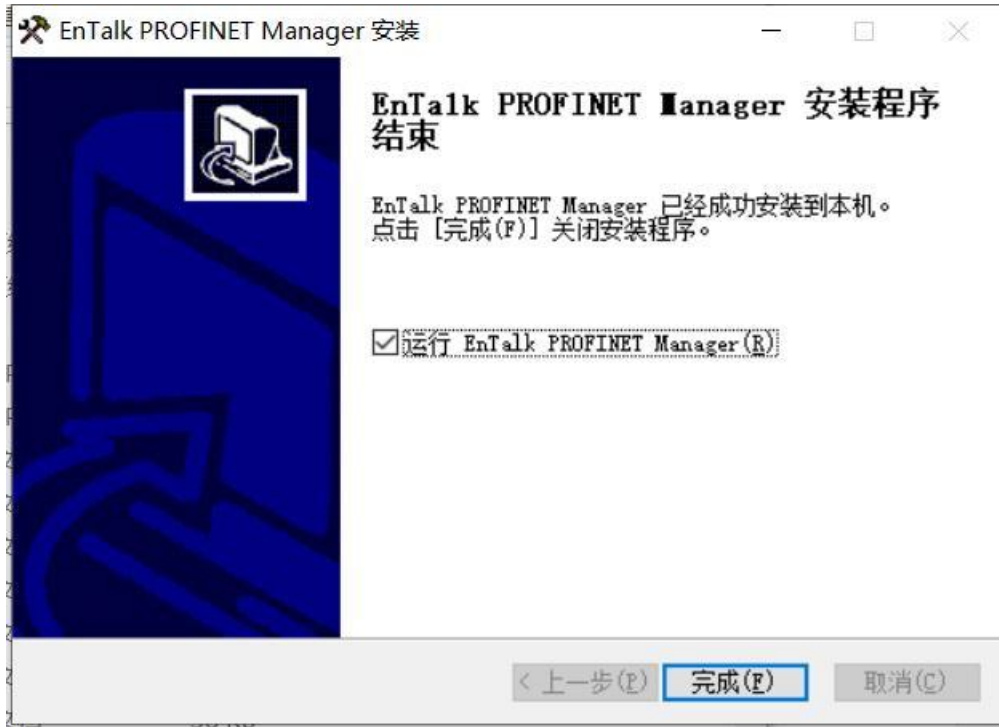 EnTalk PROFINET Manager 安装
EnTalk PROFINET Manager 安装程序
结束
EnTalk PROFINET Manager 已经成功安装到本机。
点击 [完成(F)] 关闭安装程序。
运行 EnTalk PROFINET Manager(R)
< 上一步(P) 完成(F) 取消(C)